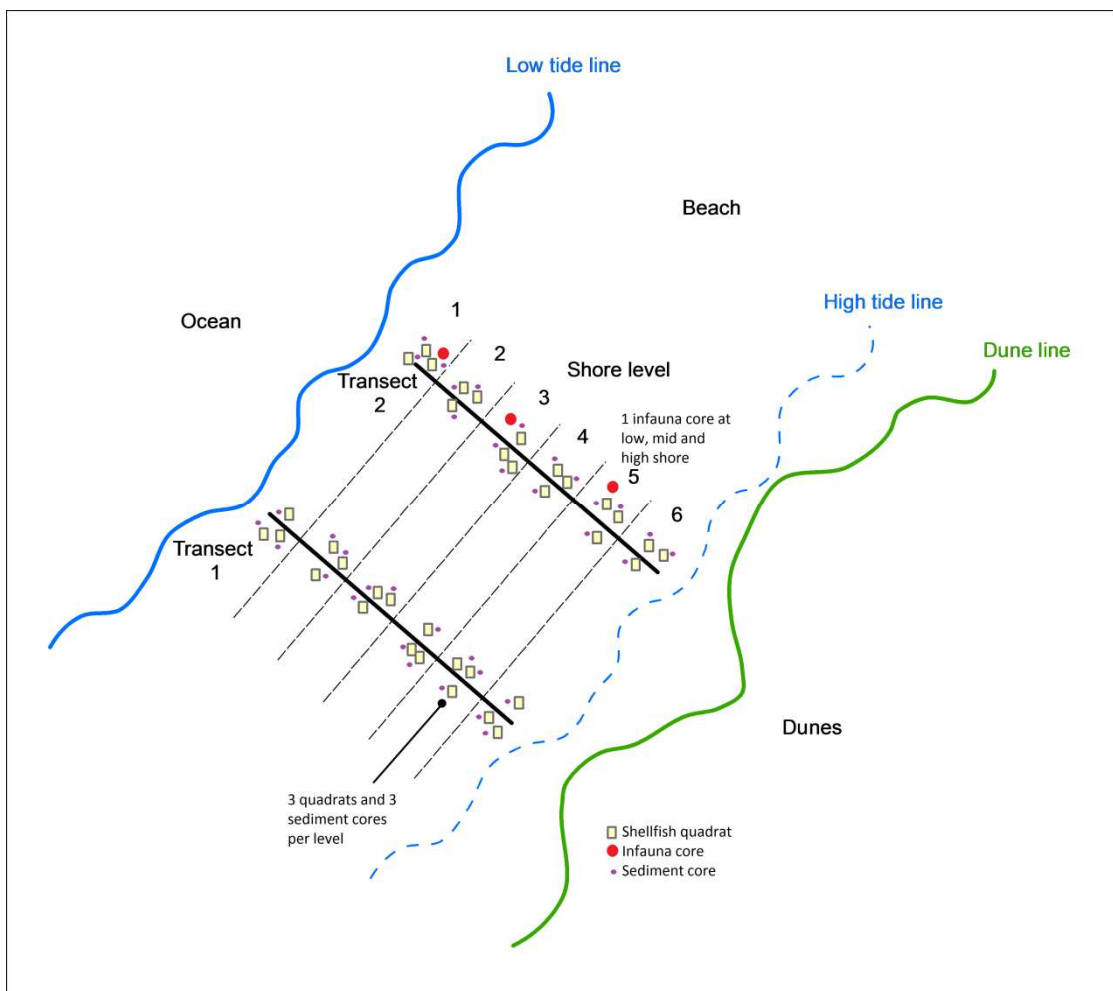 Low tide line
Beach
Ocean
High tide line
Dune line
1
2
Shore level
3
Transect
2
1 infauna core at
low, mid and
high shore
4
5
6
Transect
1
Dunes
3 quadrats and 3
sediment cores
per level
Shellfish quadrat
Infauna core
Sediment core